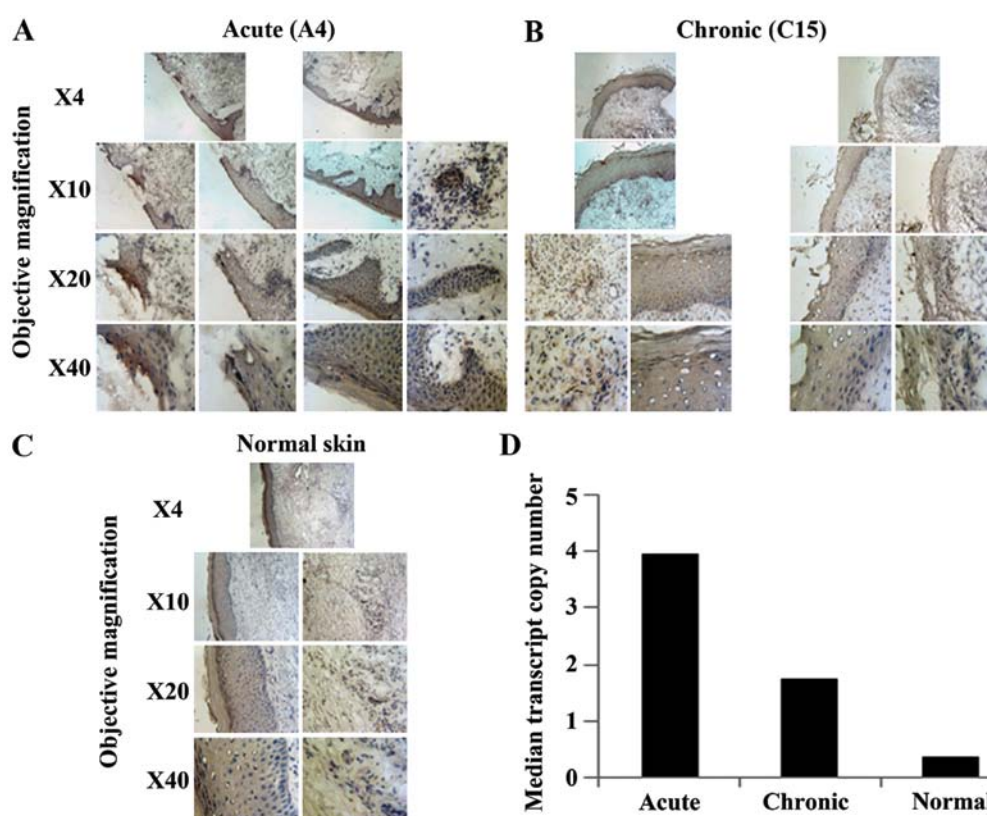 A
Acute (A4)
Objective magnification
X4
X10
X20
X40
B
Chronic (C15)
C
Normal skin
Objective magnification
X4
X10
X20
X40
D
Median transcript copy number
5
4
3
2
1
0
Acute
Chronic
Normal